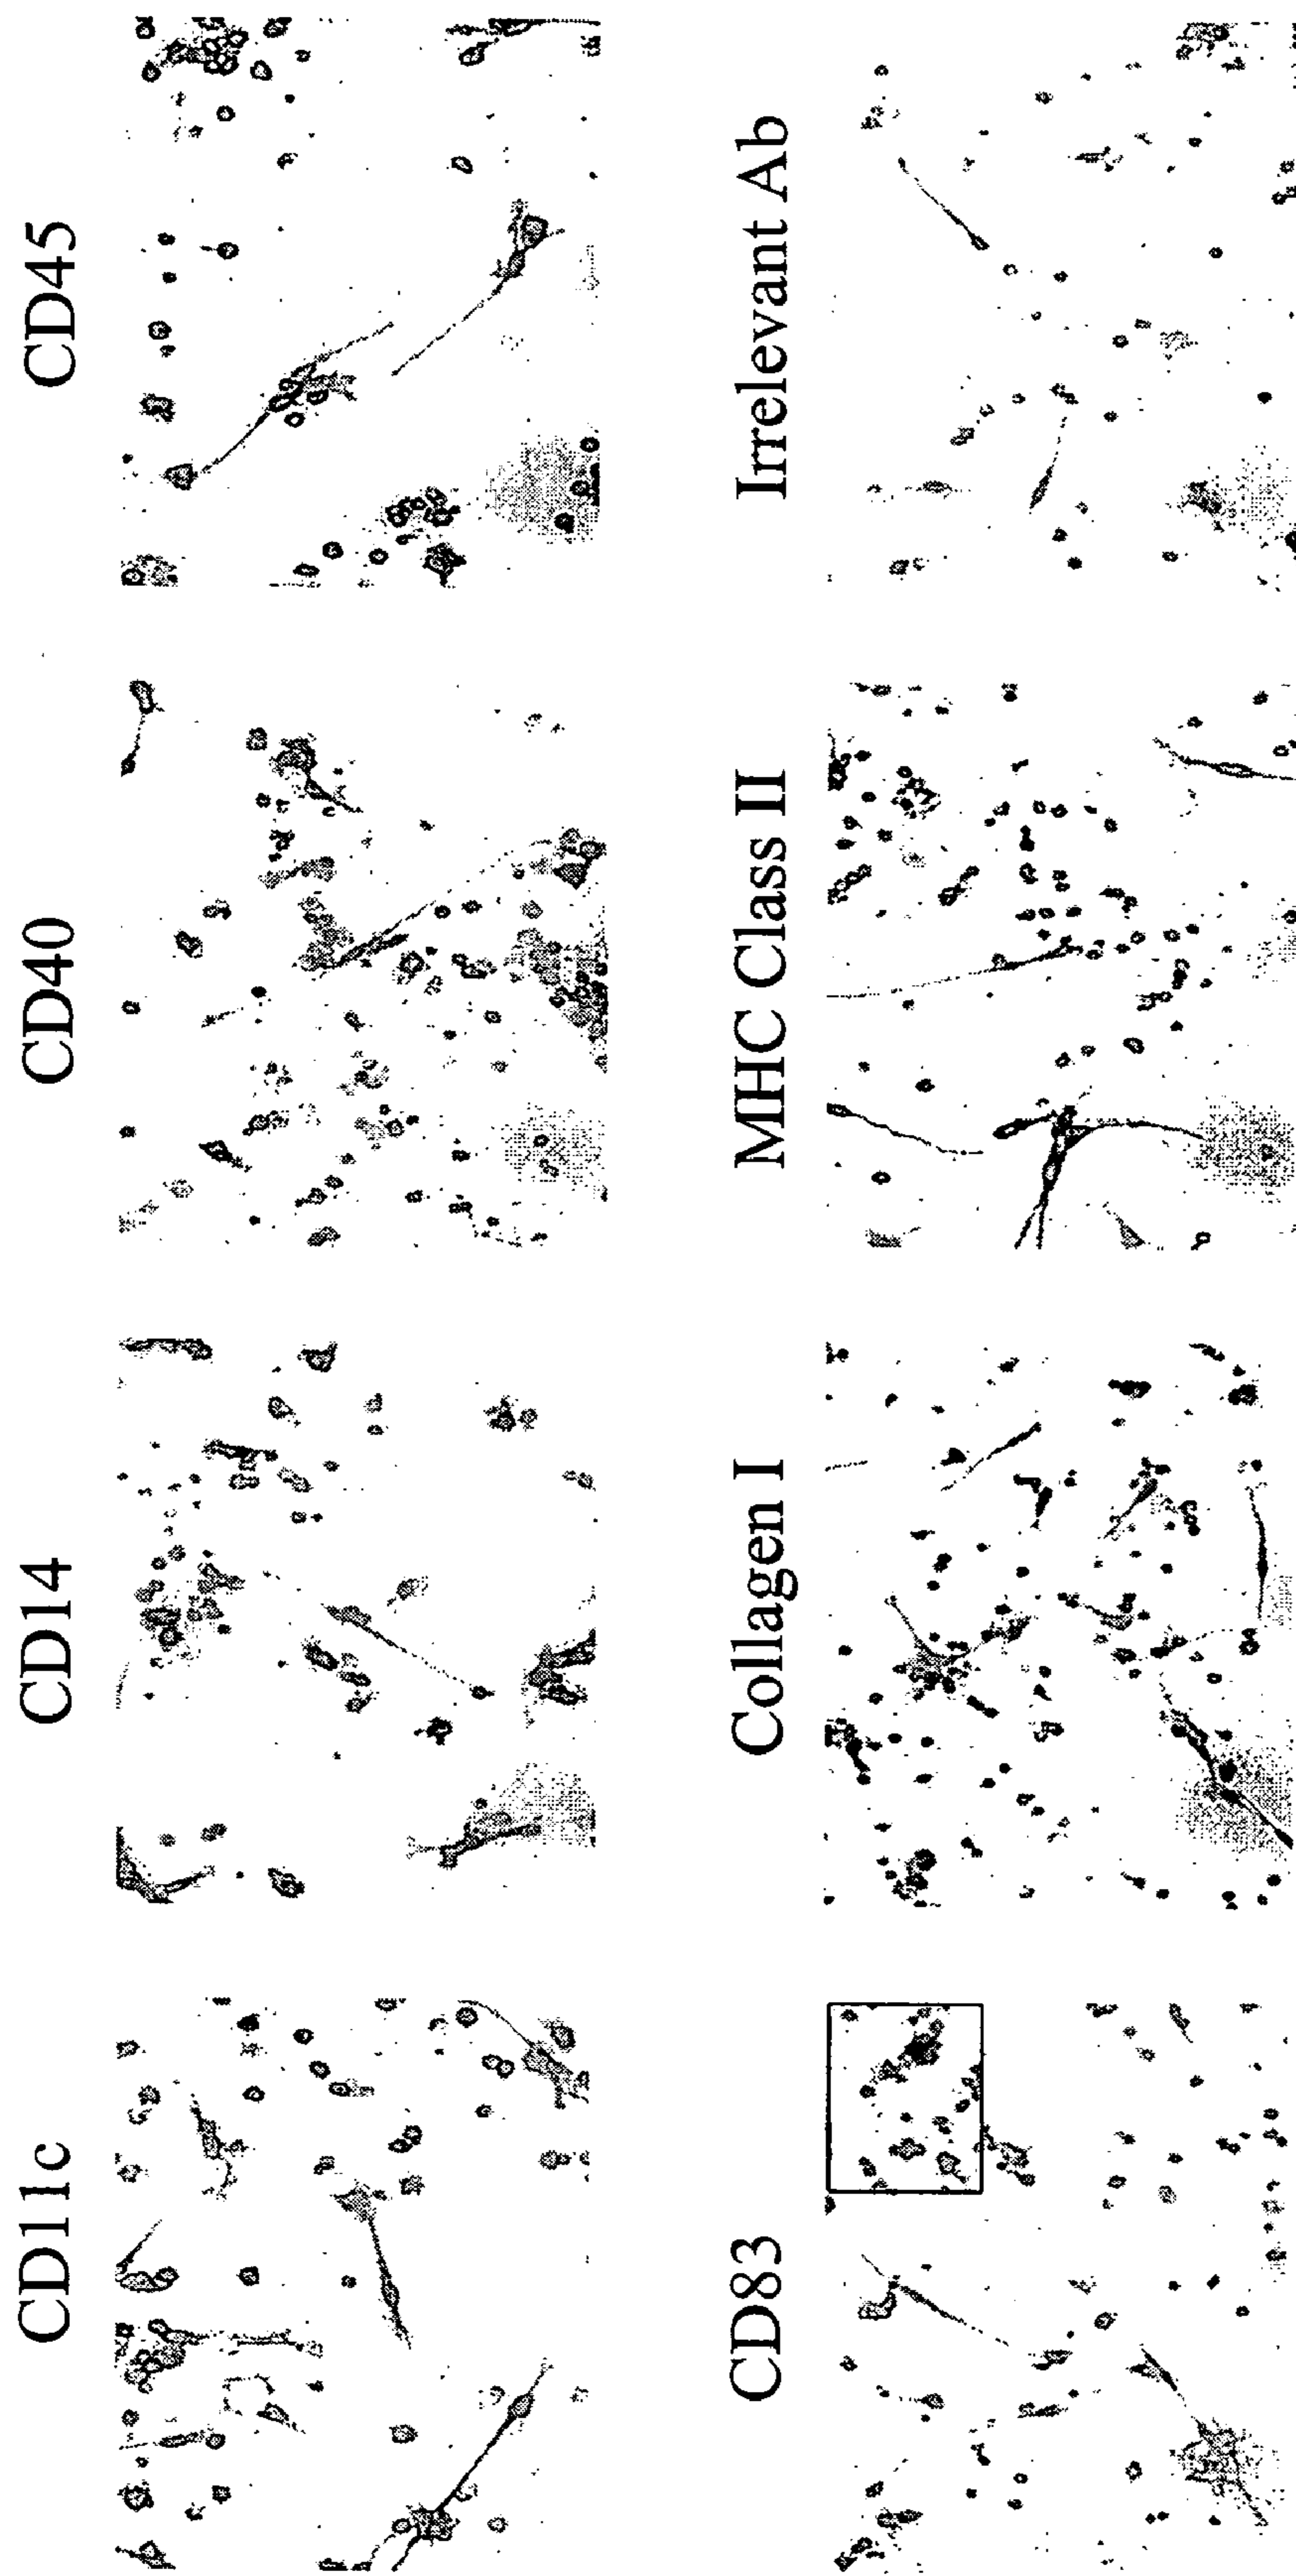 CD11c
CD14
CD40
CD45
CD83
Collagen I
MHC Class II
Irrelevant Ab